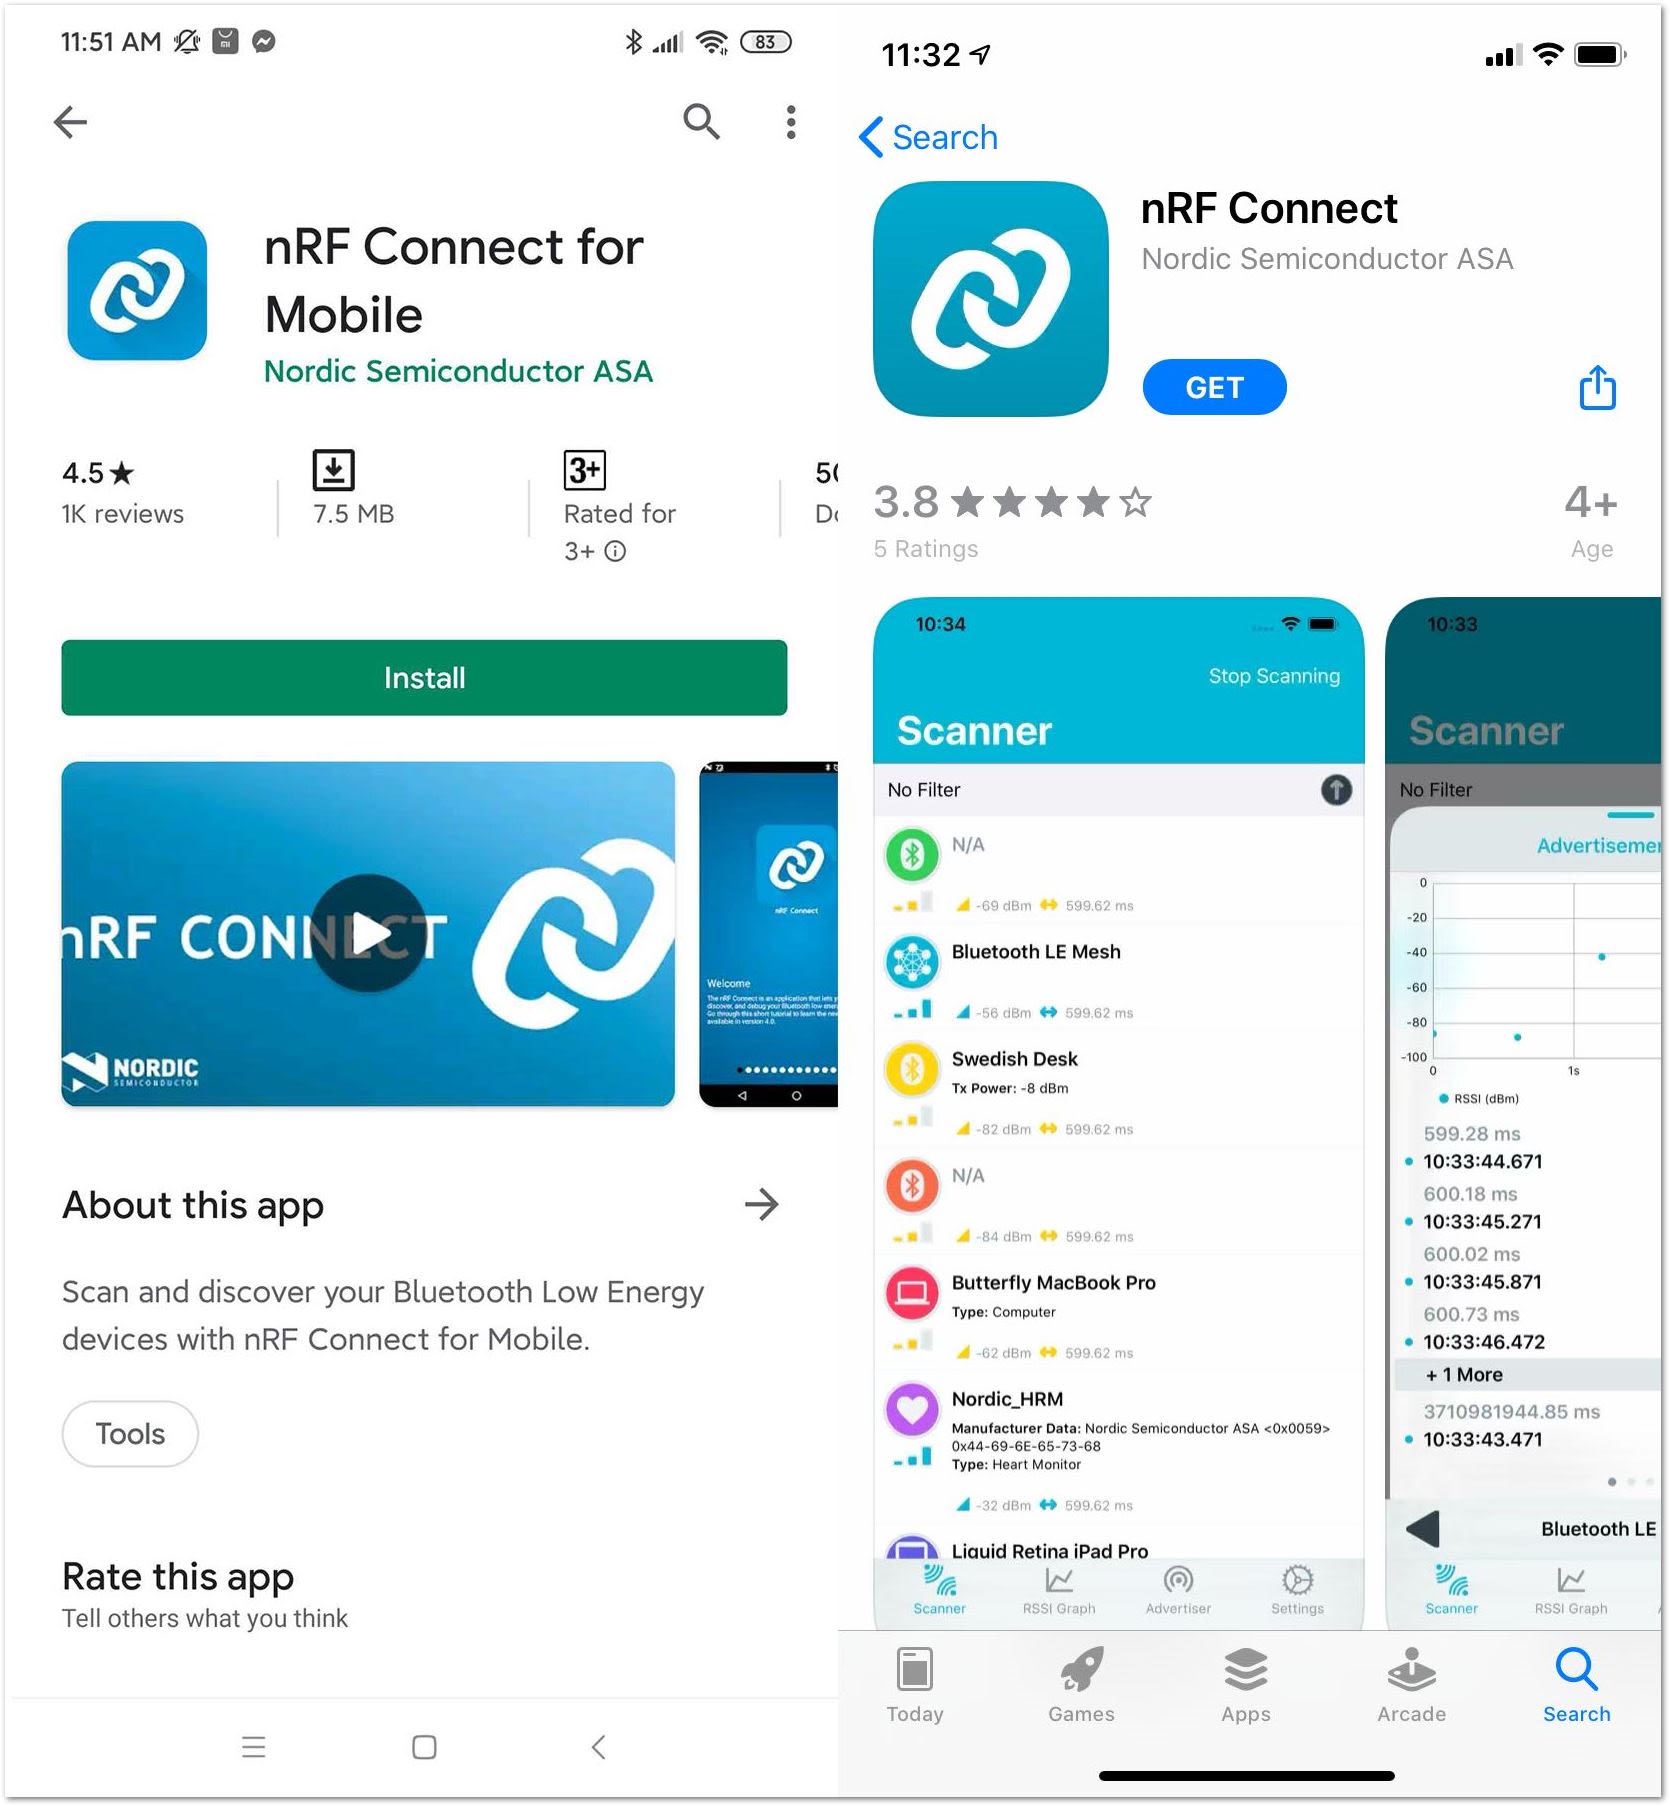 11:51 AM
83
nRF Connect for
Mobile
Nordic Semiconductor ASA
4.5★
1K reviews
7.5 MB
3+
Rated for
3+
Install
nRF CONNECT
NORDIC
SEMICONDUCTOR
nRF Connect
Welcome
About this app
Scan and discover your Bluetooth Low Energy
devices with nRF Connect for Mobile.
Tools
Rate this app
Tell others what you think
11:32
Search
nRF Connect
Nordic Semiconductor ASA
GET
3.8 ★★★★☆
5 Ratings
4+
Age
10:34
Stop Scanning
Scanner
No Filter
N/A
-69 dBm 599.62 ms
Bluetooth LE Mesh
-56 dBm 599.62 ms
Swedish Desk
Tx Power: -8 dBm
-82 dBm 599.62 ms
N/A
-84 dBm 599.62 ms
Butterfly MacBook Pro
Type: Computer
-62 dBm 599.62 ms
Nordic_HRM
Manufacturer Data: Nordic Semiconductor ASA <0x0059>
0x44-69-6E-65-73-68
Type: Heart Monitor
-32 dBm 599.62 ms
Liquid Retina iPad Pro
Scanner RSSI Graph Advertiser Settings
10:33
Scanner
No Filter
Advertisemen
0
-20
-40
-60
-80
-100
0 1s
RSSI (dBm)
599.28 ms
10:33:44.671
600.18 ms
10:33:45.271
600.02 ms
10:33:45.871
600.73 ms
10:33:46.472
+ 1 More
3710981944.85 ms
10:33:43.471
Bluetooth LE
Scanner RSSI Graph
Today Games Apps Arcade Search